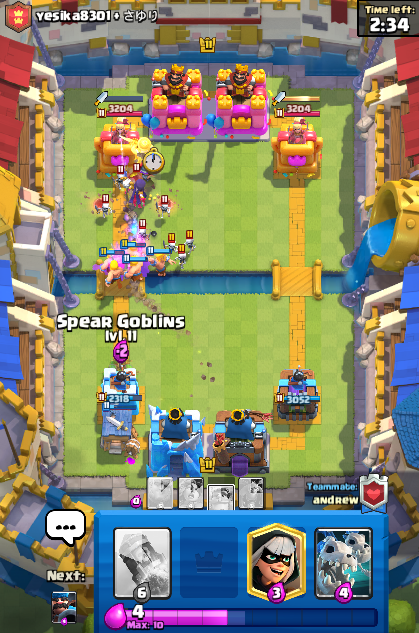 yesika8301 + さゆり
Time left:
2:34
3204
3204
Spear Goblins
lvl 11
-2
2318
3052
Teammate:
andrew
...
6
3
4
Next:
4
Max: 10